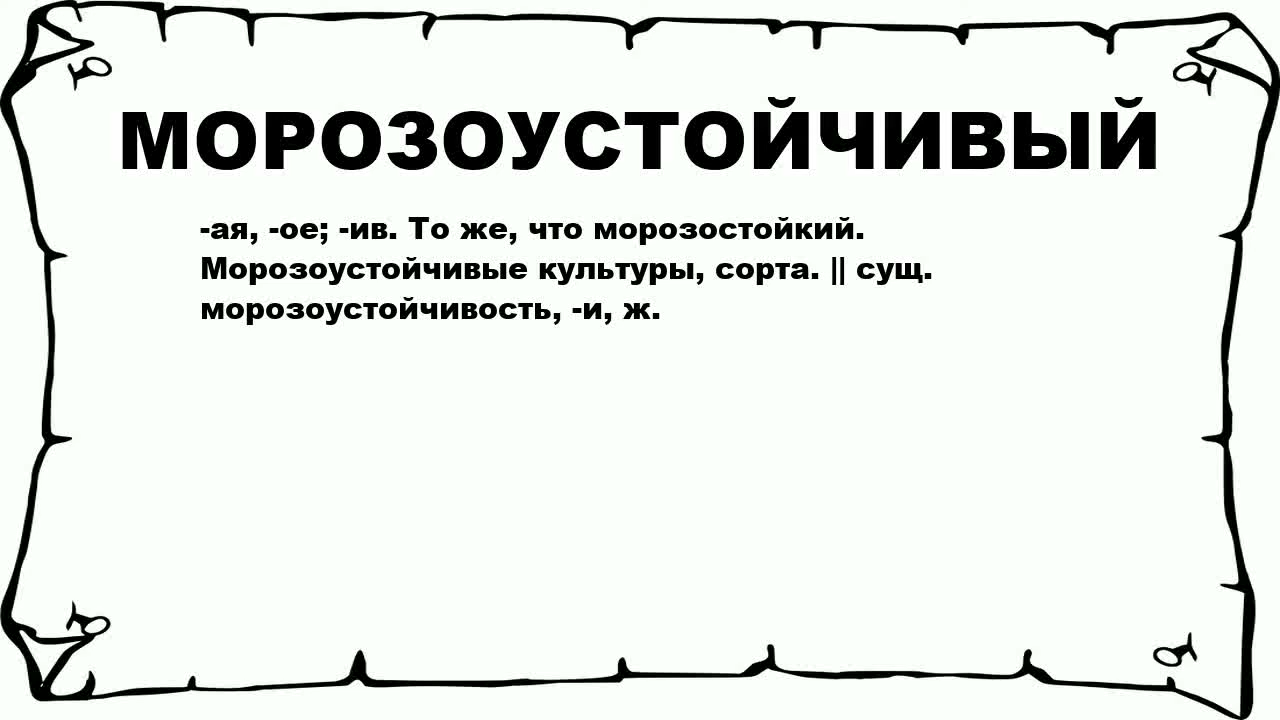 МОРОЗОУСТОЙЧИВЫЙ
-ая, -ое; -ив. То же, что морозостойкий.
Морозоустойчивые культуры, сорта. || сущ.
морозоустойчивость, -и, ж.